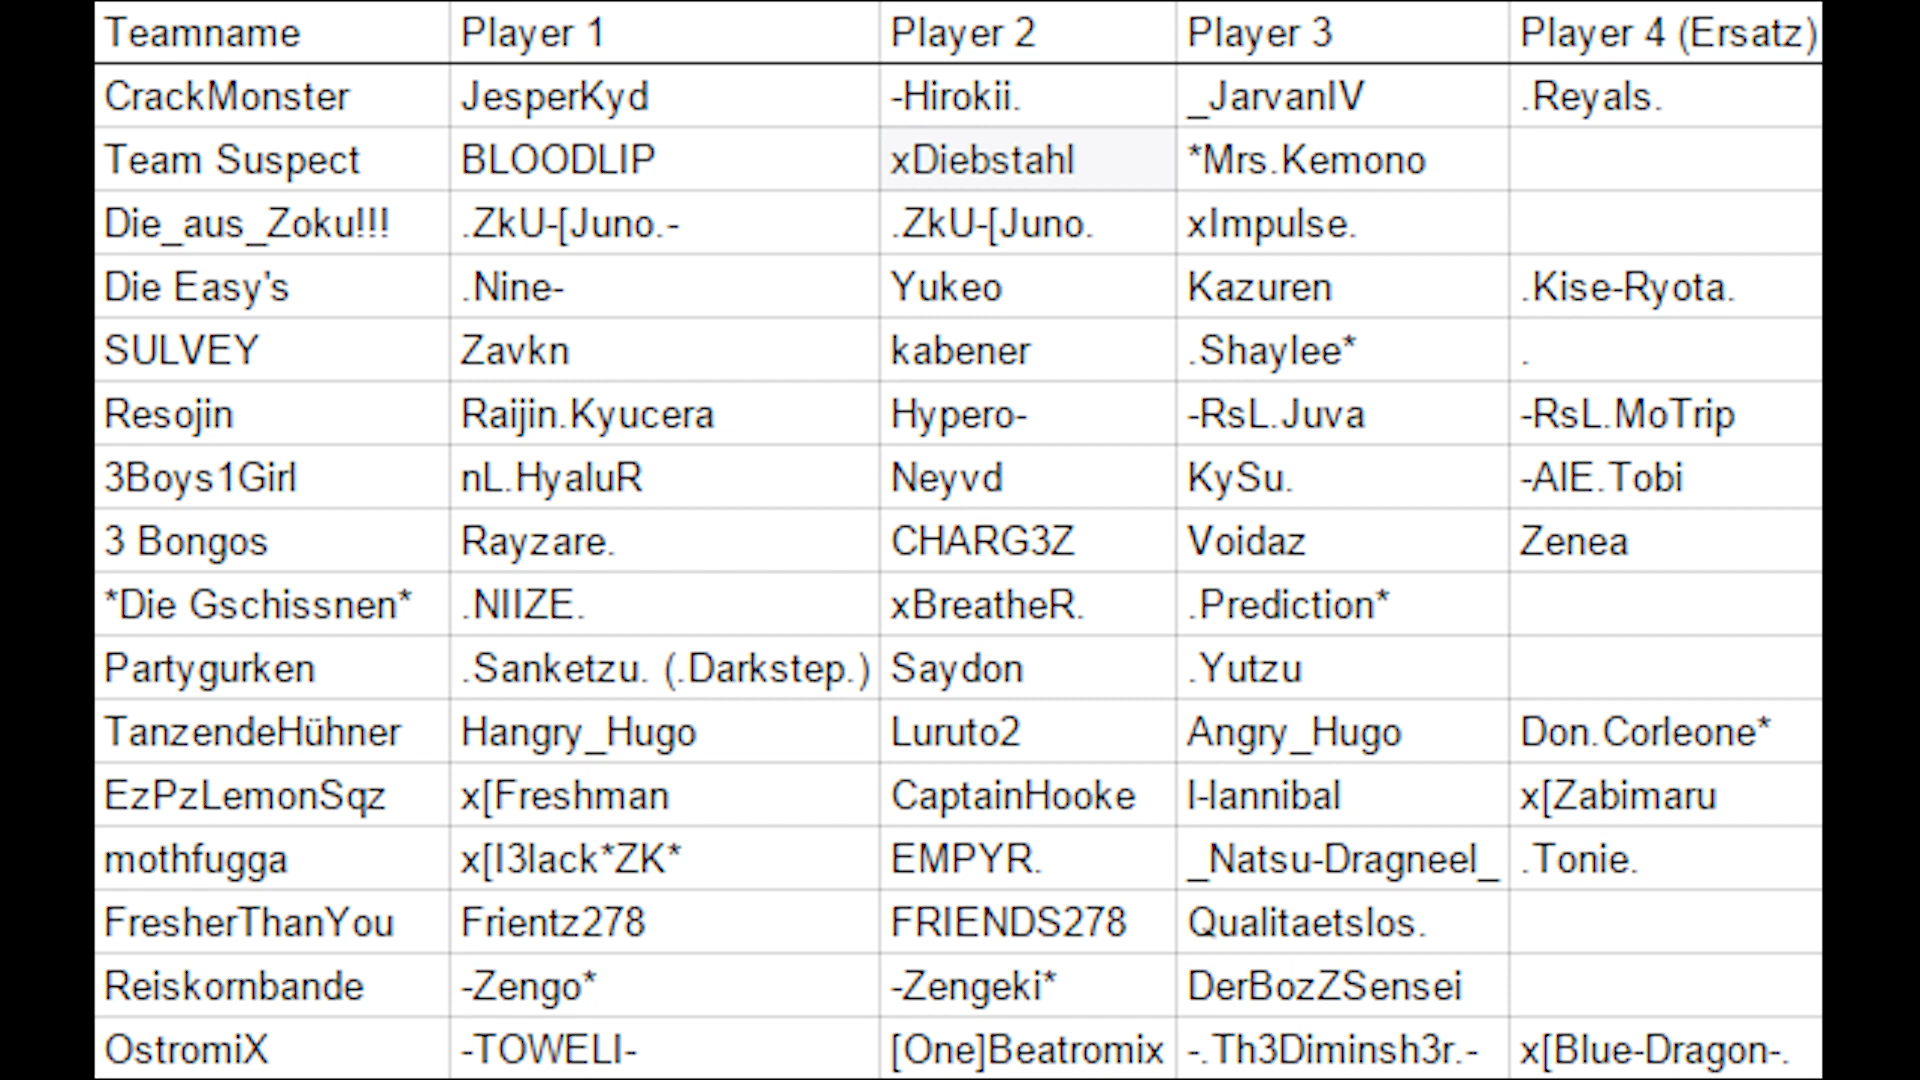 Teamname Player 1 Player 2 Player 3 Player 4 (Ersatz)
CrackMonster JesperKyd -Hirokii. _JarvanIV .Reyals.
Team Suspect BLOODLIP xDiebstahl *Mrs.Kemono
Die_aus_Zoku!!! .ZkU-[Juno.- .ZkU-[Juno. xImpulse.
Die Easy's .Nine- Yukeo Kazuren .Kise-Ryota.
SULVEY Zavkn kabener .Shaylee* .
Resojin Raijin.Kyucera Hypero- -RsL.Juva -RsL.MoTrip
3Boys1Girl nL.HyaluR Neyvd KySu. -AIE.Tobi
3 Bongos Rayzare. CHARG3Z Voidaz Zenea
*Die Gschissnen* .NIIZE. xBreatheR. .Prediction*
Partygurken .Sanketzu. (.Darkstep.) Saydon .Yutzu
TanzendeHühner Hangry_Hugo Luruto2 Angry_Hugo Don.Corleone*
EzPzLemonSqz x[Freshman CaptainHooke I-Iannibal x[Zabimaru
mothfugga x[I3lack*ZK* EMPYR. _Natsu-Dragneel_ .Tonie.
FresherThanYou Frientz278 FRIENDS278 Qualitaetslos.
Reiskornbande -Zengo* -Zengeki* DerBozZSensei
OstromiX -TOWELI- [One]Beatromix -.Th3Diminsh3r.- x[Blue-Dragon-.